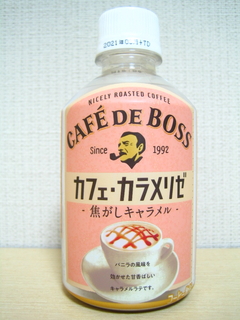 NICELY ROASTED COFFEE
CAFÉ DE BOSS
Since 1992
カフェ・カラメリゼ
- 焦がしキャラメル -
バニラの風味を
効かせた甘香ばしい
キャラメルラテです。